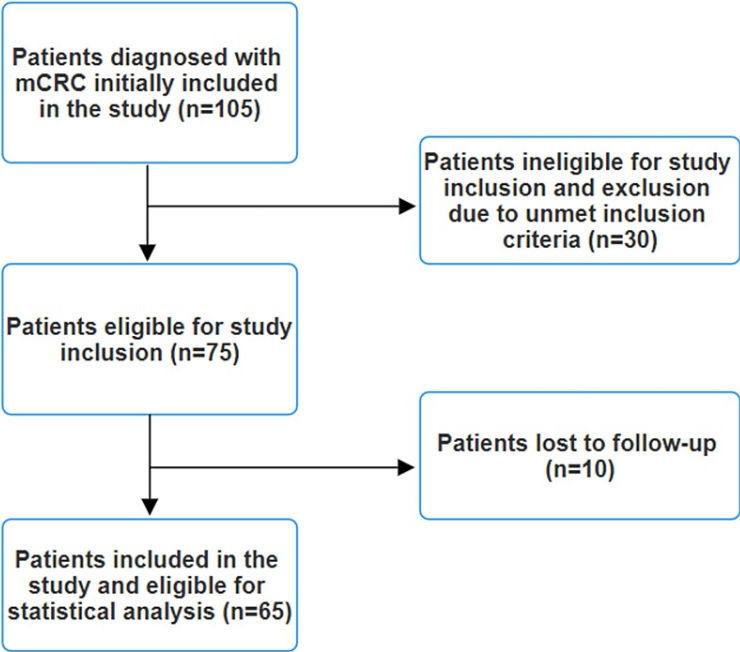 Patients diagnosed with
mCRC initially included
in the study (n=105)
Patients ineligible for study
inclusion and exclusion
due to unmet inclusion
criteria (n=30)
Patients eligible for study
inclusion (n=75)
Patients lost to follow-up
(n=10)
Patients included in the
study and eligible for
statistical analysis (n=65)